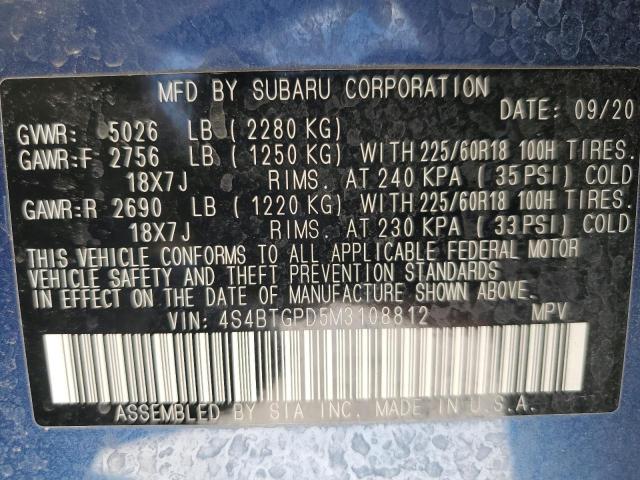 MFD BY SUBARU CORPORATION
DATE: 09/20
GVWR: 5026 LB ( 2280 KG)
GAWR:F 2756 LB ( 1250 KG) WITH 225/60R18 100H TIRES.
18X7J RIMS. AT 240 KPA ( 35 PSI) COLD
GAWR:R 2690 LB ( 1220 KG) WITH 225/60R18 100H TIRES.
18X7J RIMS. AT 230 KPA ( 33 PSI) COLD
THIS VEHICLE CONFORMS TO ALL APPLICABLE FEDERAL MOTOR
VEHICLE SAFETY AND THEFT PREVENTION STANDARDS
IN EFFECT ON THE DATE OF MANUFACTURE SHOWN ABOVE.
VIN: 4S4BTGPD5M3108812 MPV
ASSEMBLED BY SIA INC. MADE IN U.S.A.